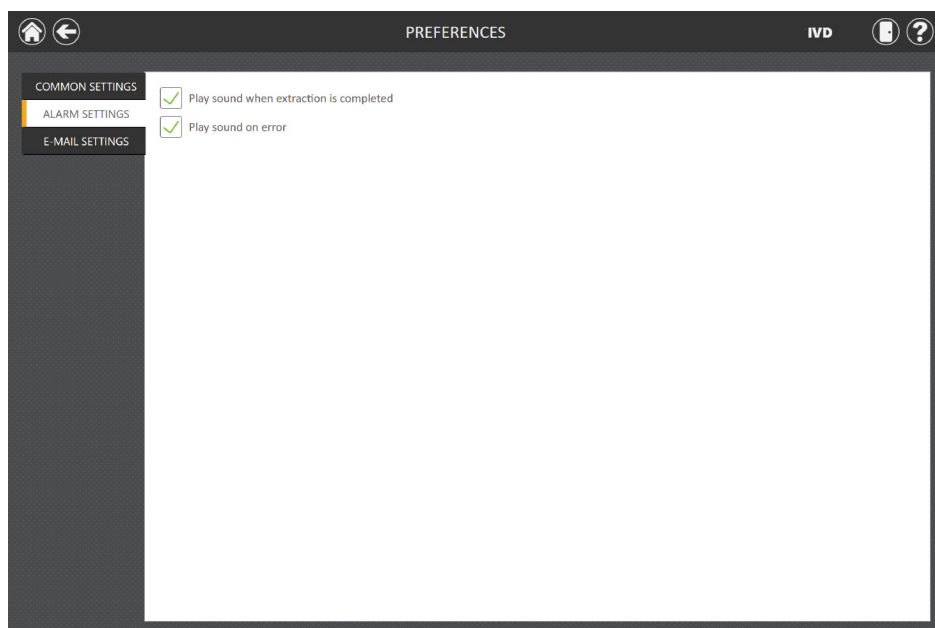 PREFERENCES
IVD
?
COMMON SETTINGS
ALARM SETTINGS
E-MAIL SETTINGS
Play sound when extraction is completed
Play sound on error